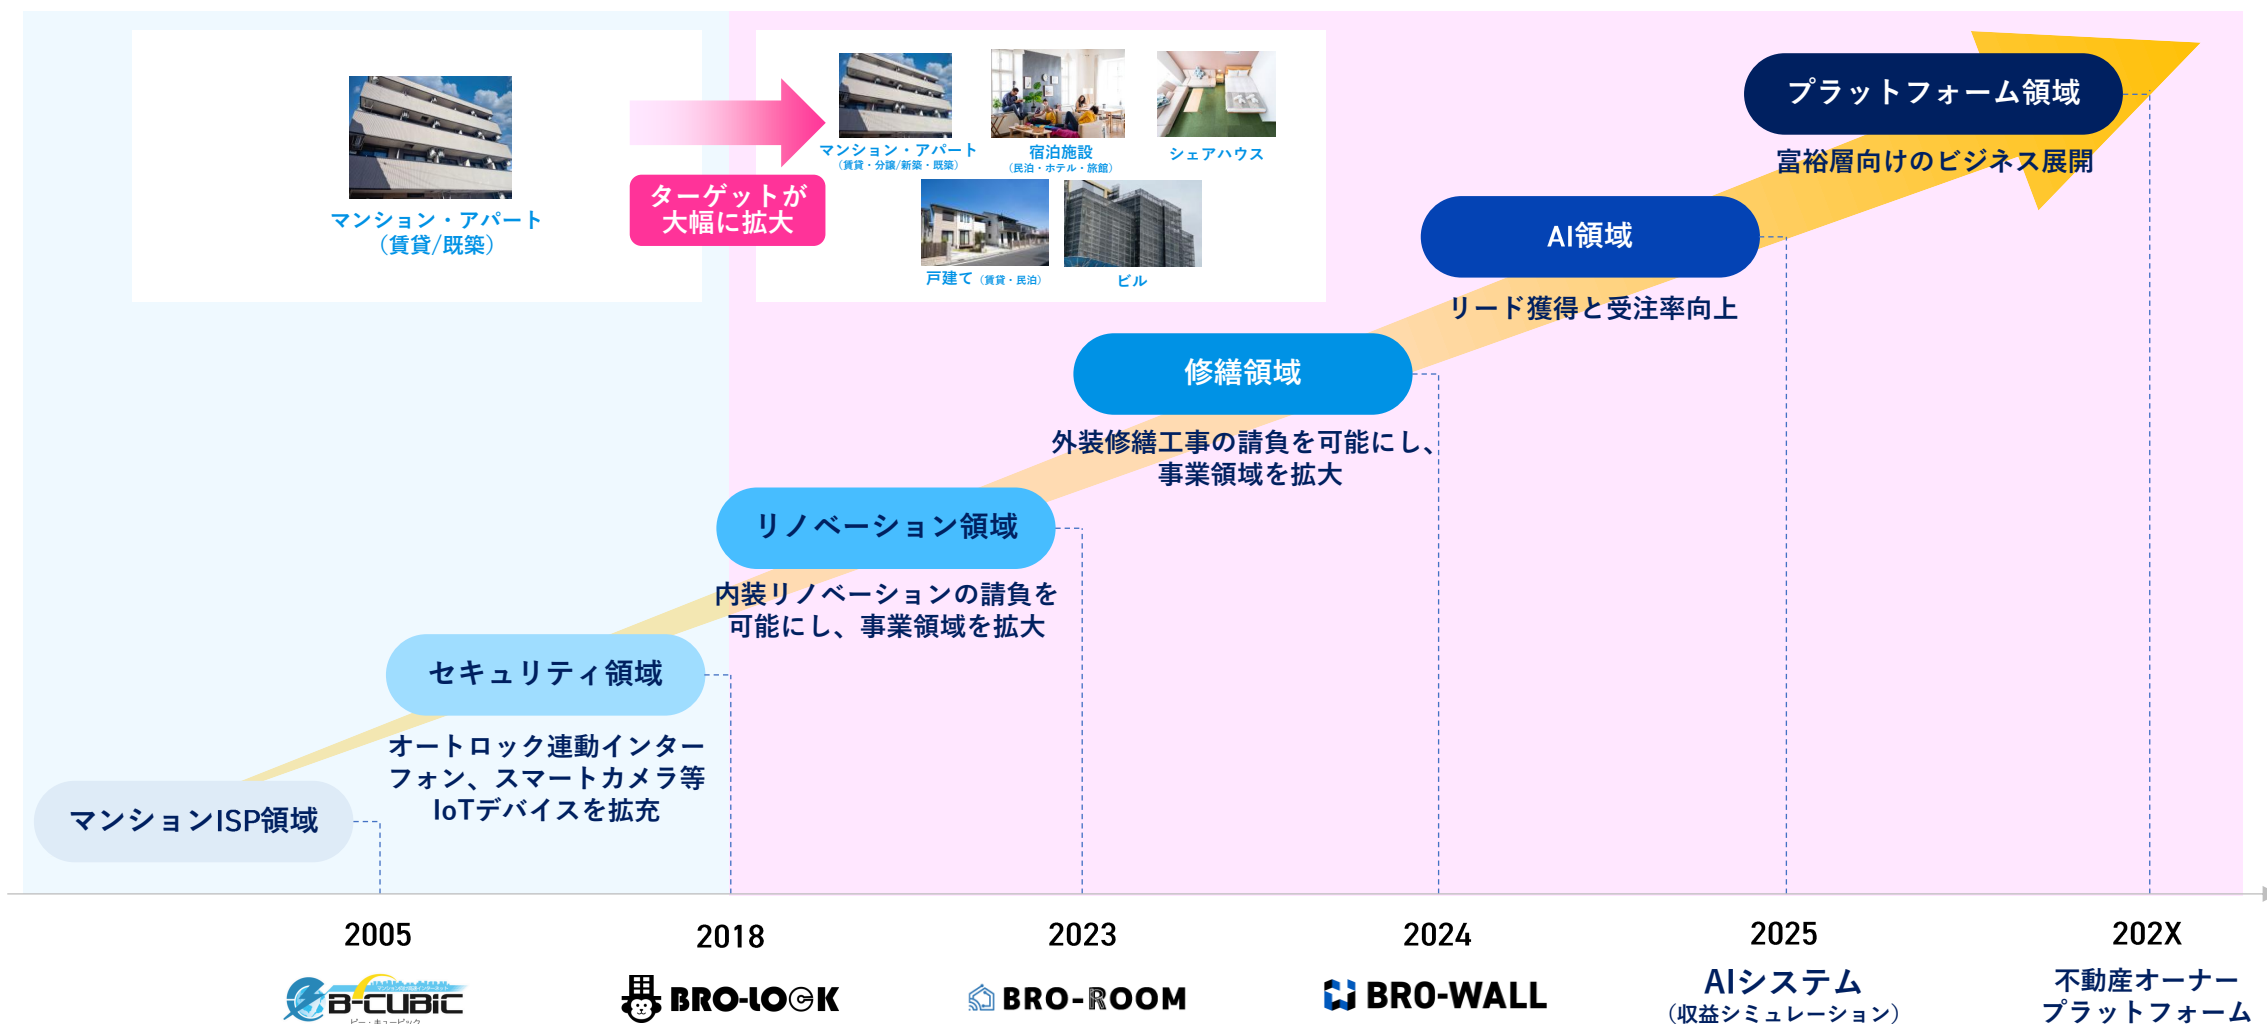 マンション・アパート
（賃貸/既築）
ターゲットが
大幅に拡大
マンション・アパート
（賃貸・分譲/新築・既築）
宿泊施設
（民泊・ホテル・旅館）
シェアハウス
戸建て（賃貸・民泊）
ビル
プラットフォーム領域
富裕層向けのビジネス展開
AI領域
リード獲得と受注率向上
修繕領域
外装修繕工事の請負を可能にし、
事業領域を拡大
リノベーション領域
内装リノベーションの請負を
可能にし、事業領域を拡大
セキュリティ領域
オートロック連動インター
フォン、スマートカメラ等
IoTデバイスを拡充
マンションISP領域
2005
2018
2023
2024
2025
202X
B-CUBIC
ビー・キュービック
BRO-LOCK
BRO-ROOM
BRO-WALL
AIシステム
（収益シミュレーション）
不動産オーナー
プラットフォーム